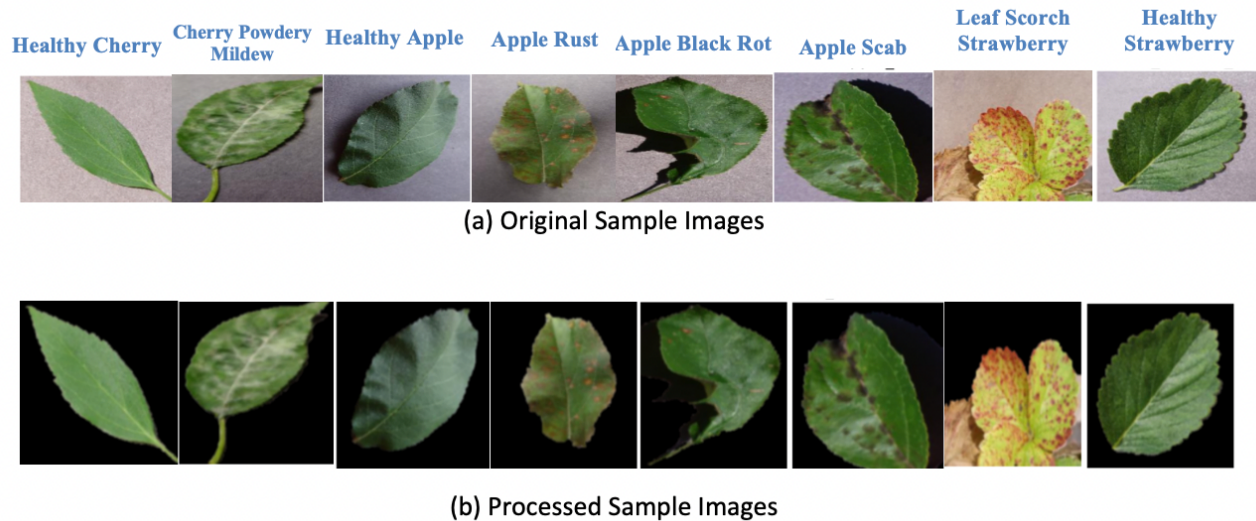 Healthy Cherry
Cherry Powdery
Mildew
Healthy Apple
Apple Rust
Apple Black Rot
Apple Scab
Leaf Scorch
Strawberry
Healthy
Strawberry
(a) Original Sample Images
(b) Processed Sample Images